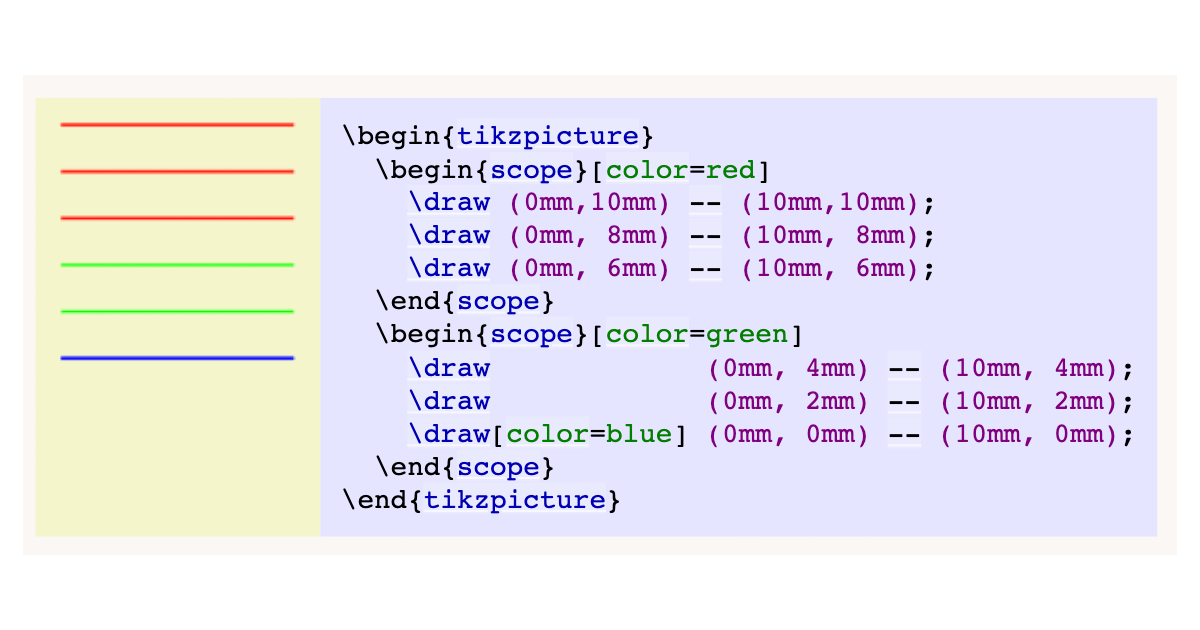 \begin{tikzpicture}
  \begin{scope}[color=red]
    \draw (0mm,10mm) -- (10mm,10mm);
    \draw (0mm, 8mm) -- (10mm, 8mm);
    \draw (0mm, 6mm) -- (10mm, 6mm);
  \end{scope}
  \begin{scope}[color=green]
    \draw             (0mm, 4mm) -- (10mm, 4mm);
    \draw             (0mm, 2mm) -- (10mm, 2mm);
    \draw[color=blue] (0mm, 0mm) -- (10mm, 0mm);
  \end{scope}
\end{tikzpicture}